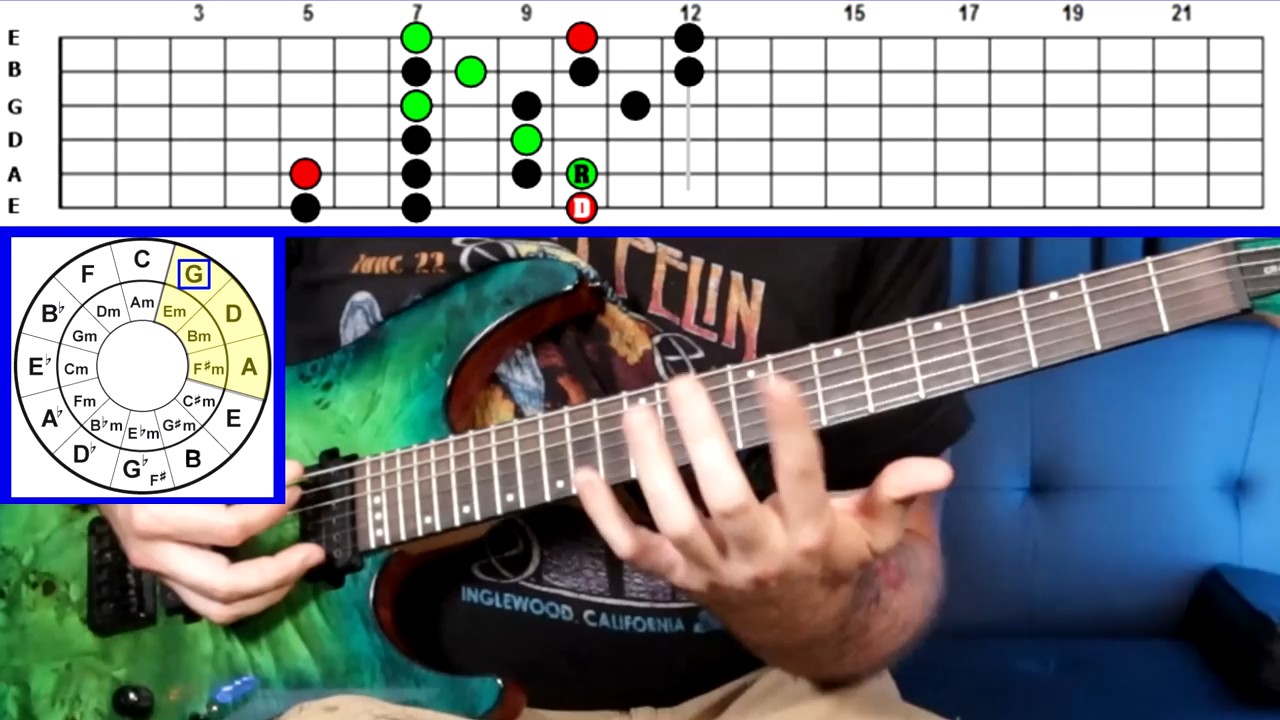 3 5 7 9 12 15 17 19 21
E
B
G
D
A R
E D
C
F G
B♭ Dm Am Em D
Gm Bm
E♭ Cm F♯m A
Fm C♯m
A♭ B♭m E♭m G♯m E
D♭ G♭ F♯ B
June 22
ZEPPELIN
INGLEWOOD, CALIFORNIA